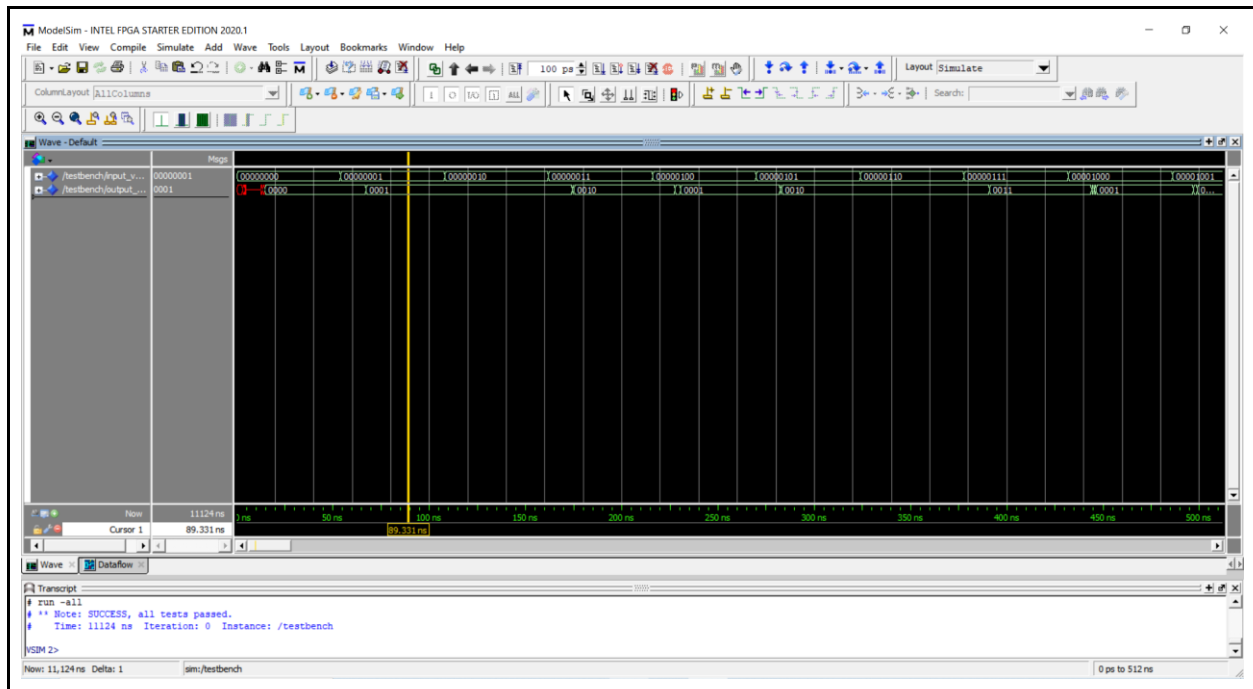 ModelSim - INTEL FPGA STARTER EDITION 2020.1
File Edit View Compile Simulate Add Wave Tools Layout Bookmarks Window Help
100 ps Layout Simulate
ColumnLayout AllColumns Search:
Wave - Default
Msgs
/testbench/input_v... 00000001 00000000 00000001 00000010 00000011 00000100 00000101 00000110 00000111 00001000 00001001
/testbench/output_... 0001 0000 0001 0010 0001 0010 0011 0001 0...
Now 11124 ns ns 50 ns 100 ns 150 ns 200 ns 250 ns 300 ns 350 ns 400 ns 450 ns 500 ns
Cursor 1 89.331 ns 89.331 ns
Wave Dataflow
Transcript
# run -all
# ** Note: SUCCESS, all tests passed.
# Time: 11124 ns Iteration: 0 Instance: /testbench
VSIM 2>
Now: 11,124 ns Delta: 1 sim:/testbench 0 ps to 512 ns